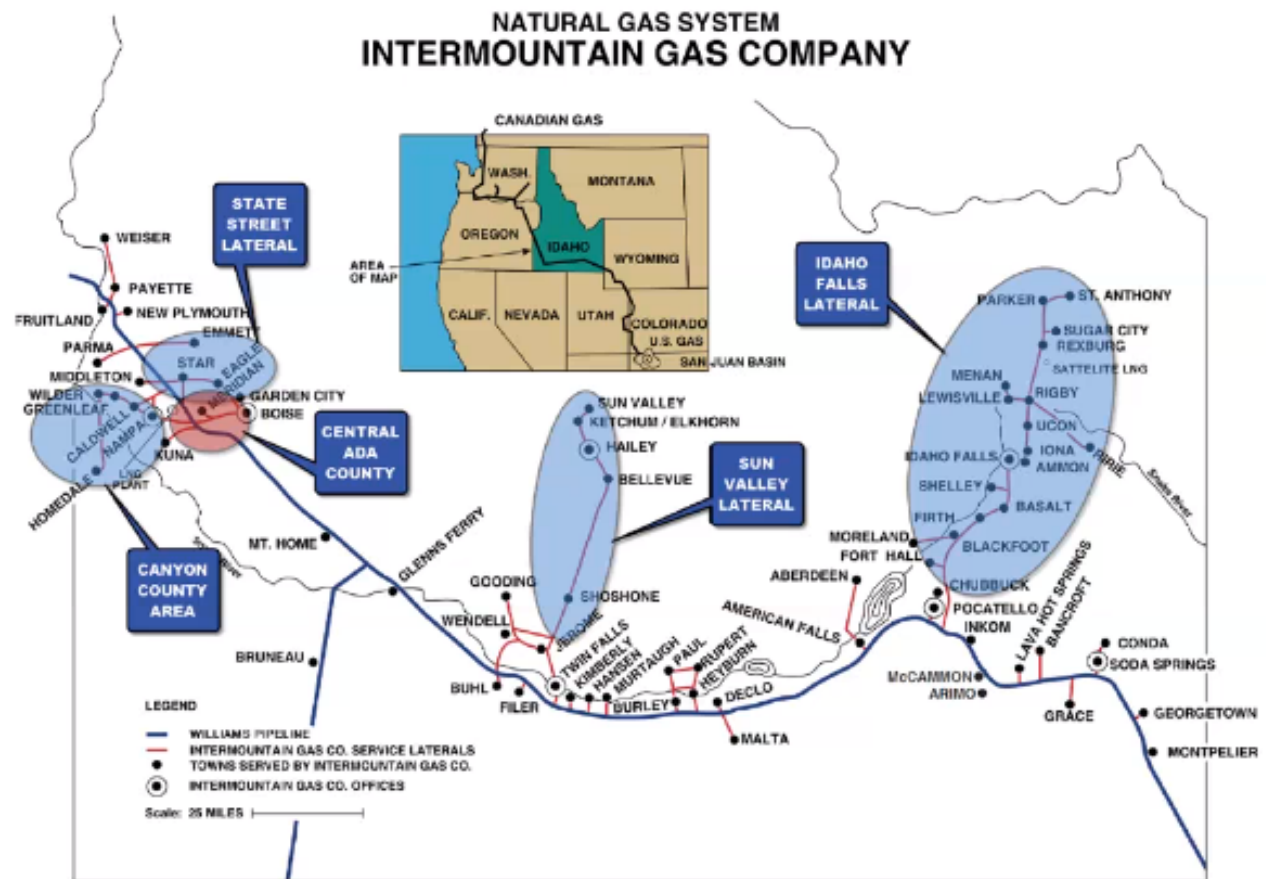 NATURAL GAS SYSTEM
INTERMOUNTAIN GAS COMPANY
CANADIAN GAS
WASH.
MONTANA
OREGON
IDAHO
WYOMING
AREA
OF MAP
CALIF.
NEVADA
UTAH
COLORADO
U.S. GAS
SAN JUAN BASIN
STATE
STREET
LATERAL
IDAHO
FALLS
LATERAL
WEISER
PAYETTE
FRUITLAND
NEW PLYMOUTH
EMMETT
PARMA
STAR
EAGLE
MERIDIAN
MIDDLETON
WILDER
GREENLEAF
GARDEN CITY
BOISE
CALDWELL
NAMPA
KUNA
LNG
PLANT
HOMEDALE
CENTRAL
ADA
COUNTY
CANYON
COUNTY
AREA
SUN
VALLEY
LATERAL
SUN VALLEY
KETCHUM / ELKHORN
HAILEY
BELLEVUE
SHOSHONE
PARKER
ST. ANTHONY
SUGAR CITY
REXBURG
SATTELITE LNG
MENAN
LEWISVILLE
RIGBY
UCON
IDAHO FALLS
IONA
AMMON
RIRIE
Snake River
SHELLEY
BASALT
FIRTH
MORELAND
BLACKFOOT
FORT HALL
CHUBBUCK
ABERDEEN
POCATELLO
AMERICAN FALLS
INKOM
LAVA HOT SPRINGS
BANCROFT
CONDA
SODA SPRINGS
McCAMMON
ARIMO
GRACE
GEORGETOWN
MONTPELIER
MT. HOME
River
GLENNS FERRY
GOODING
WENDELL
JEROME
BRUNEAU
BUHL
FILER
TWIN FALLS
KIMBERLY
HANSEN
MURTAUGH
PAUL
RUPERT
HEYBURN
BURLEY
DECLO
MALTA
LEGEND
WILLIAMS PIPELINE
INTERMOUNTAIN GAS CO. SERVICE LATERALS
TOWNS SERVED BY INTERMOUNTAIN GAS CO.
INTERMOUNTAIN GAS CO. OFFICES
Scale: 25 MILES